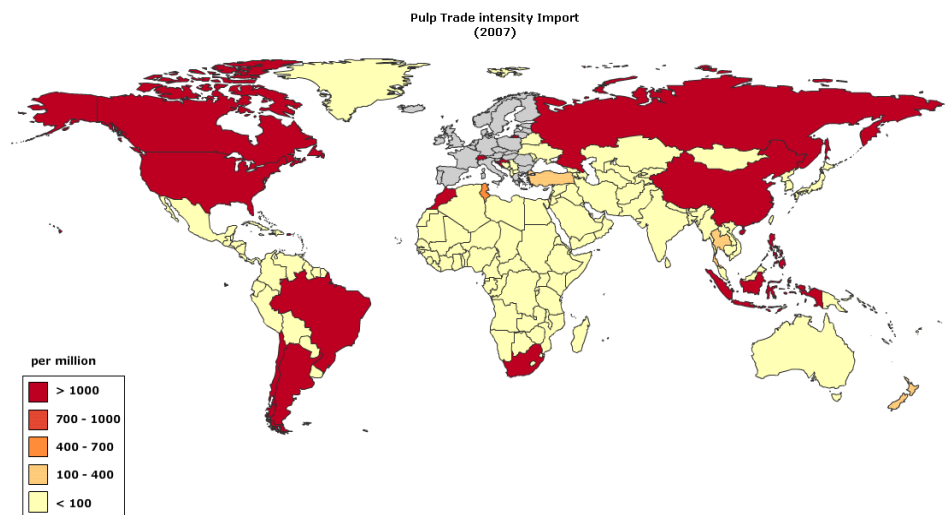 Pulp Trade intensity Import
(2007)
per million
> 1000
700 - 1000
400 - 700
100 - 400
< 100